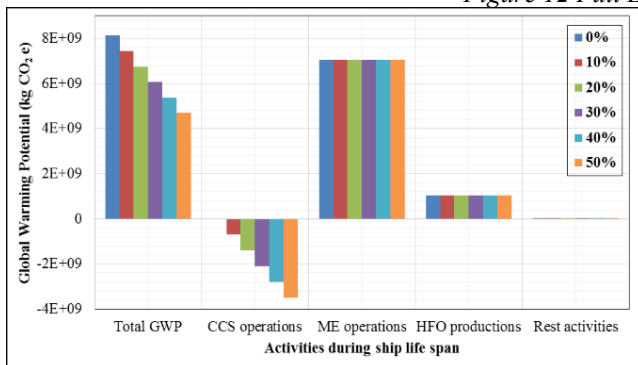 Figure 12 Full
8E+09
6E+09
4E+09
2E+09
0
-2E+09
-4E+09
Global Warming Potential (kg CO2 e)
0%
10%
20%
30%
40%
50%
Total GWP CCS operations ME operations HFO productions Rest activities
Activities during ship life span